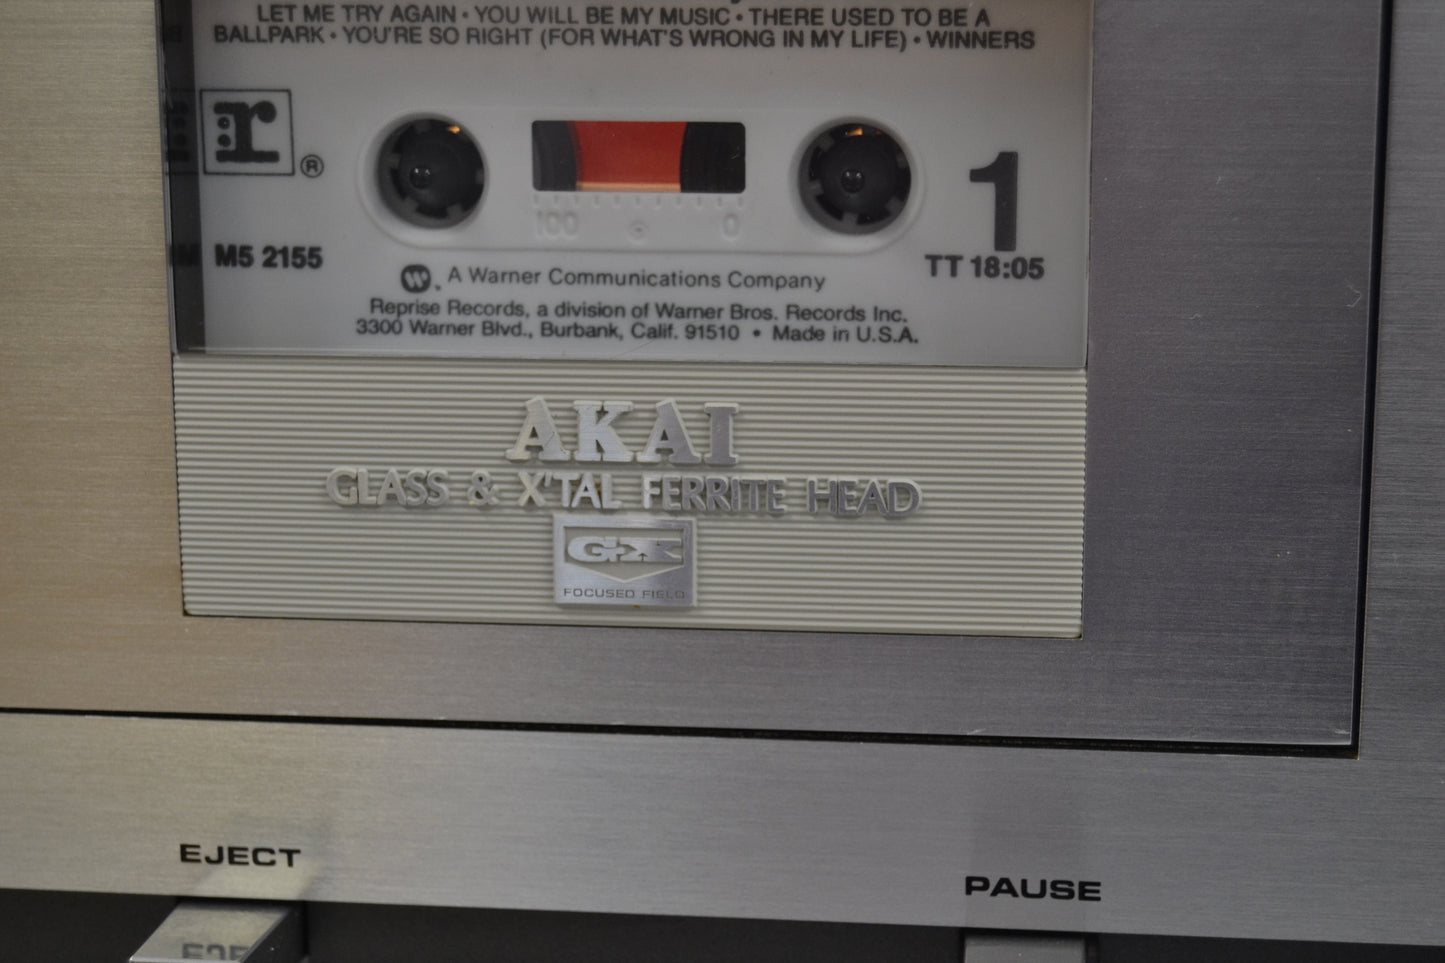 LET ME TRY AGAIN • YOU WILL BE MY MUSIC • THERE USED TO BE A
BALLPARK • YOU'RE SO RIGHT (FOR WHAT'S WRONG IN MY LIFE) • WINNERS
r ®
1
100 0
M5 2155
TT 18:05
W. A Warner Communications Company
Reprise Records, a division of Warner Bros. Records Inc.
3300 Warner Blvd., Burbank, Calif. 91510 • Made in U.S.A.
AKAI
GLASS & X'TAL FERRITE HEAD
GX
FOCUSED FIELD
EJECT
PAUSE